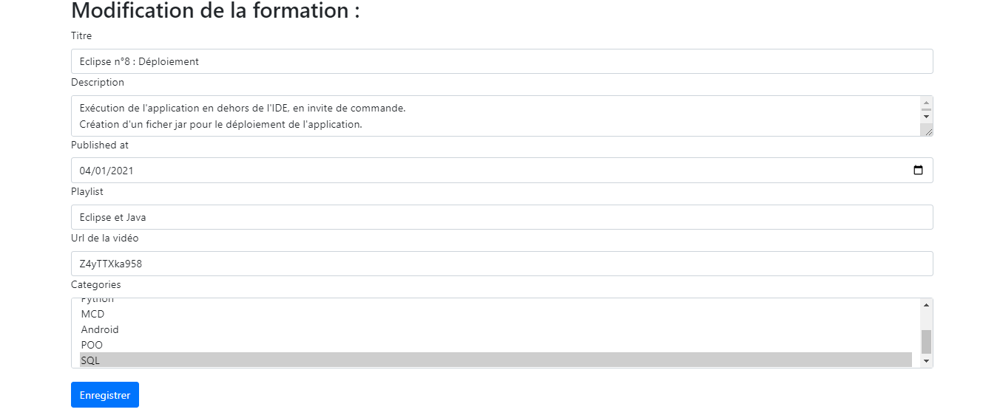 Modification de la formation :
Titre
Eclipse n°8 : Déploiement
Description
Exécution de l'application en dehors de l'IDE, en invite de commande.
Création d'un ficher jar pour le déploiement de l'application.
Published at
04/01/2021
Playlist
Eclipse et Java
Url de la vidéo
Z4yTTXka958
Categories
Python
MCD
Android
POO
SQL
Enregistrer